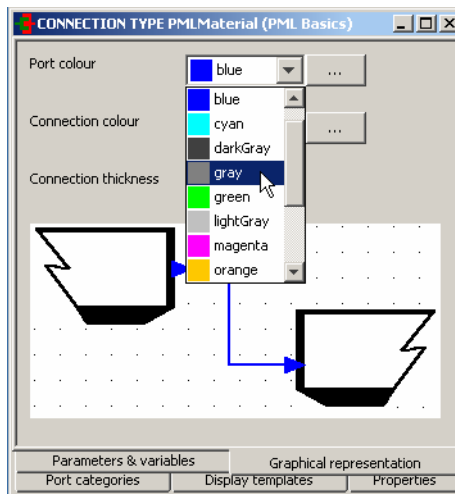 CONNECTION TYPE PMLMaterial (PML Basics)
Port colour
blue
...
blue
cyan
darkGray
gray
green
lightGray
magenta
orange
Connection colour
...
Connection thickness
Parameters & variables
Graphical representation
Port categories
Display templates
Properties